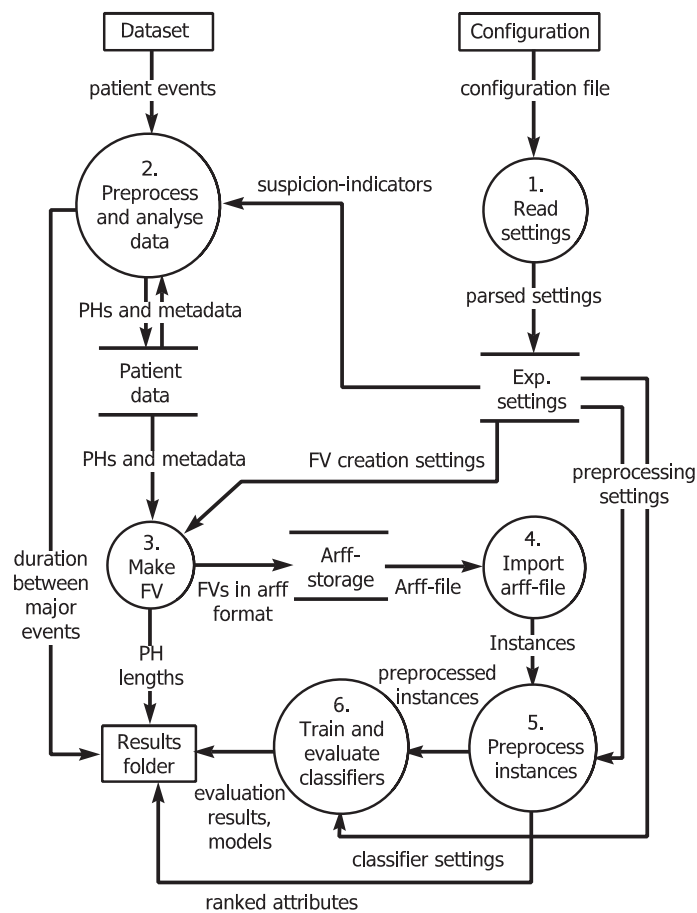 Dataset
Configuration
patient events
configuration file
2.
Preprocess
and analyse
data
suspicion-indicators
1.
Read
settings
PHs and metadata
parsed settings
Patient
data
Exp.
settings
PHs and metadata
FV creation settings
preprocessing
settings
3.
Make
FV
Arff-
storage
4.
Import
arff-file
duration
between
major
events
FVs in arff
format
Arff-file
PH
lengths
Instances
preprocessed
instances
Results
folder
6.
Train and
evaluate
classifiers
5.
Preprocess
instances
evaluation
results,
models
classifier settings
ranked attributes